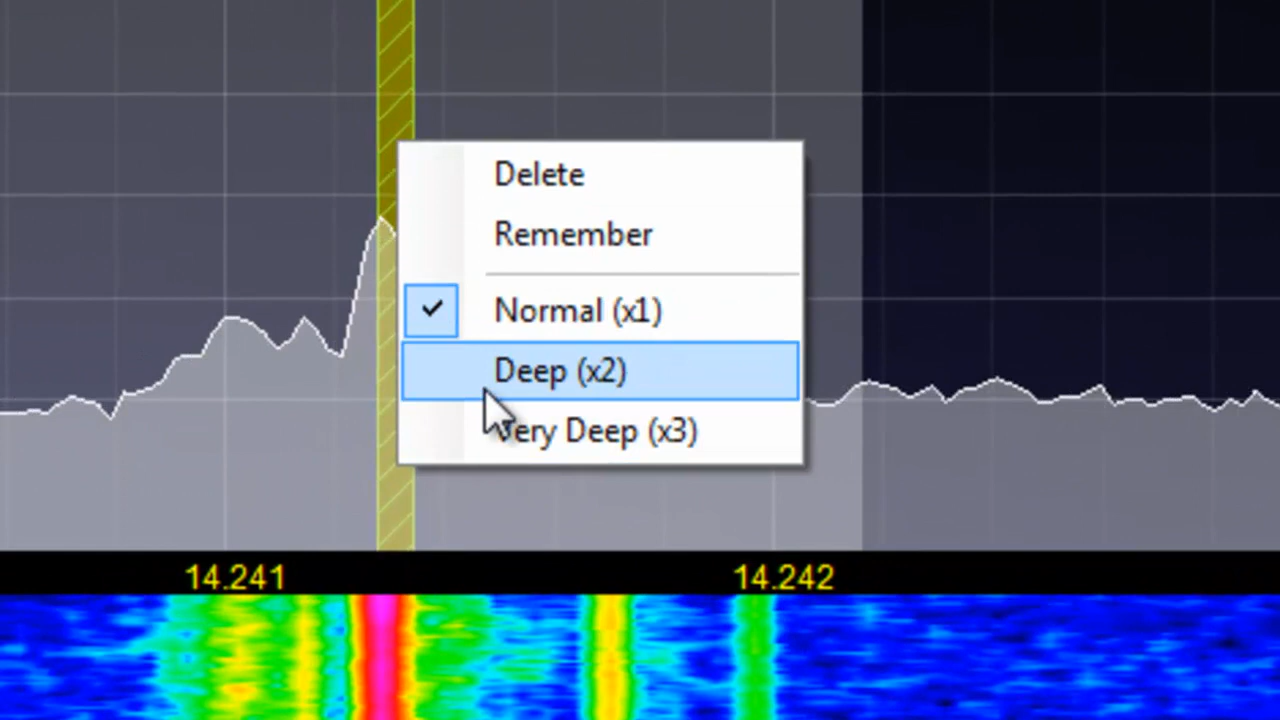 Delete
Remember
Normal (x1)
Deep (x2)
Very Deep (x3)
14.241 14.242